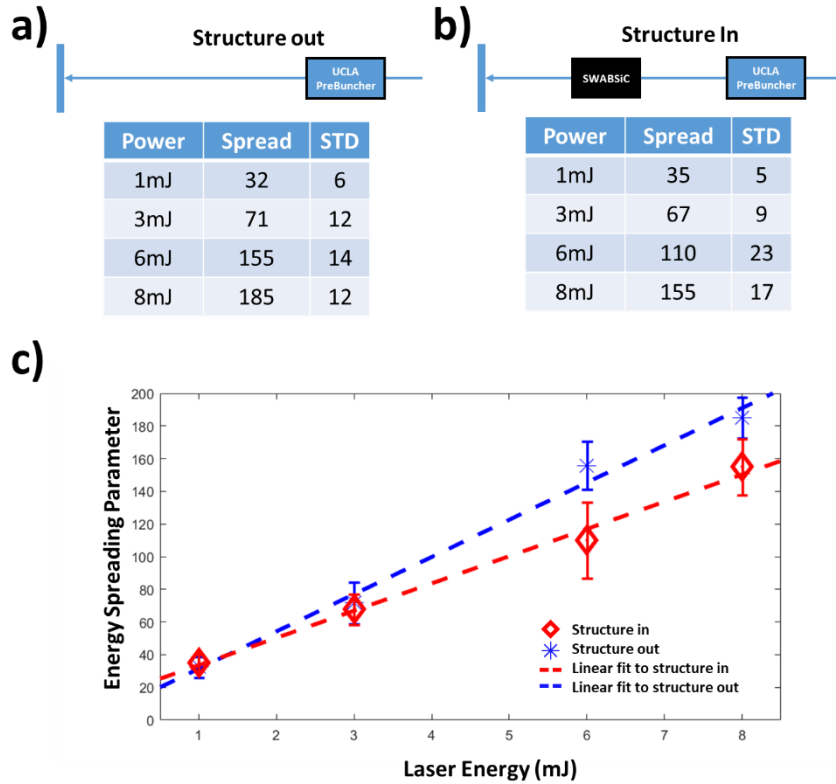 a)
Structure out
UCLA
PreBuncher
Power Spread STD
1mJ 32 6
3mJ 71 12
6mJ 155 14
8mJ 185 12
b)
Structure In
SWABSiC
UCLA
PreBuncher
Power Spread STD
1mJ 35 5
3mJ 67 9
6mJ 110 23
8mJ 155 17
c)
Energy Spreading Parameter
200
180
160
140
120
100
80
60
40
20
0
Structure in
Structure out
Linear fit to structure in
Linear fit to structure out
1 2 3 4 5 6 7 8
Laser Energy (mJ)